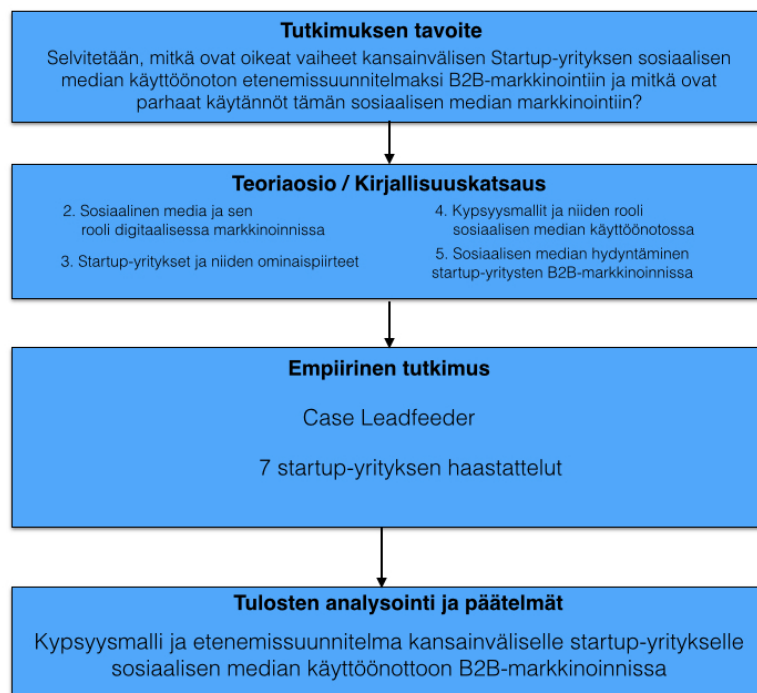 Tutkimuksen tavoite
Selvitetään, mitkä ovat oikeat vaiheet kansainvälisen Startup-yrityksen sosiaalisen
median käyttöönoton etenemissuunnitelmaksi B2B-markkinointiin ja mitkä ovat
parhaat käytännöt tämän sosiaalisen median markkinointiin?
Teoriaosio / Kirjallisuuskatsaus
2. Sosiaalinen media ja sen
rooli digitaalisessa markkinoinnissa
3. Startup-yritykset ja niiden ominaispiirteet
4. Kypsyysmallit ja niiden rooli
sosiaalisen median käyttöönotossa
5. Sosiaalisen median hydyntäminen
startup-yritysten B2B-markkinoinnissa
Empiirinen tutkimus
Case Leadfeeder
7 startup-yrityksen haastattelut
Tulosten analysointi ja päätelmät
Kypsyysmalli ja etenemissuunnitelma kansainväliselle startup-yritykselle
sosiaalisen median käyttöönottoon B2B-markkinoinnissa